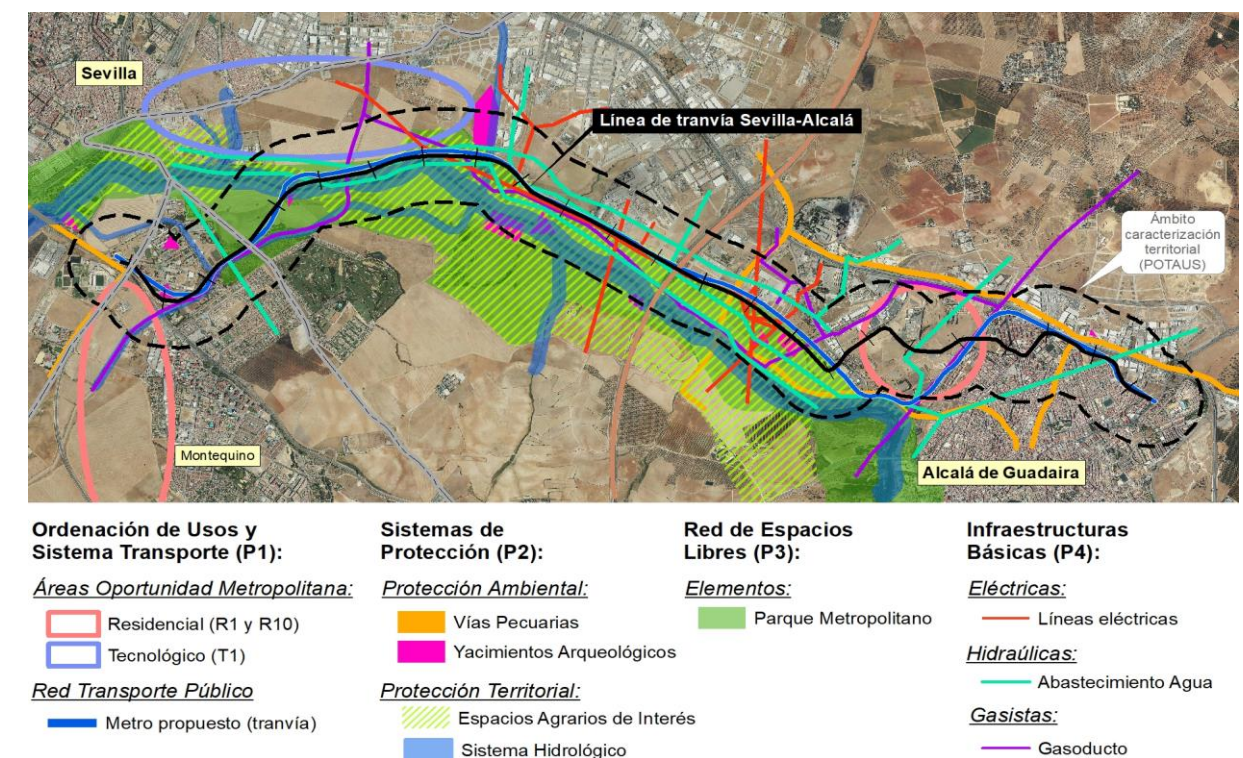 Sevilla
Línea de tranvía Sevilla-Alcalá
Ámbito
caracterización
territorial
(POTAUS)
Montequino
Alcalá de Guadaira
Ordenación de Usos y
Sistema Transporte (P1):
Áreas Oportunidad Metropolitana:
Residencial (R1 y R10)
Tecnológico (T1)
Red Transporte Público
Metro propuesto (tranvía)
Sistemas de
Protección (P2):
Protección Ambiental:
Vías Pecuarias
Yacimientos Arqueológicos
Protección Territorial:
Espacios Agrarios de Interés
Sistema Hidrológico
Red de Espacios
Libres (P3):
Elementos:
Parque Metropolitano
Infraestructuras
Básicas (P4):
Eléctricas:
Líneas eléctricas
Hidraúlicas:
Abastecimiento Agua
Gasistas:
Gasoducto